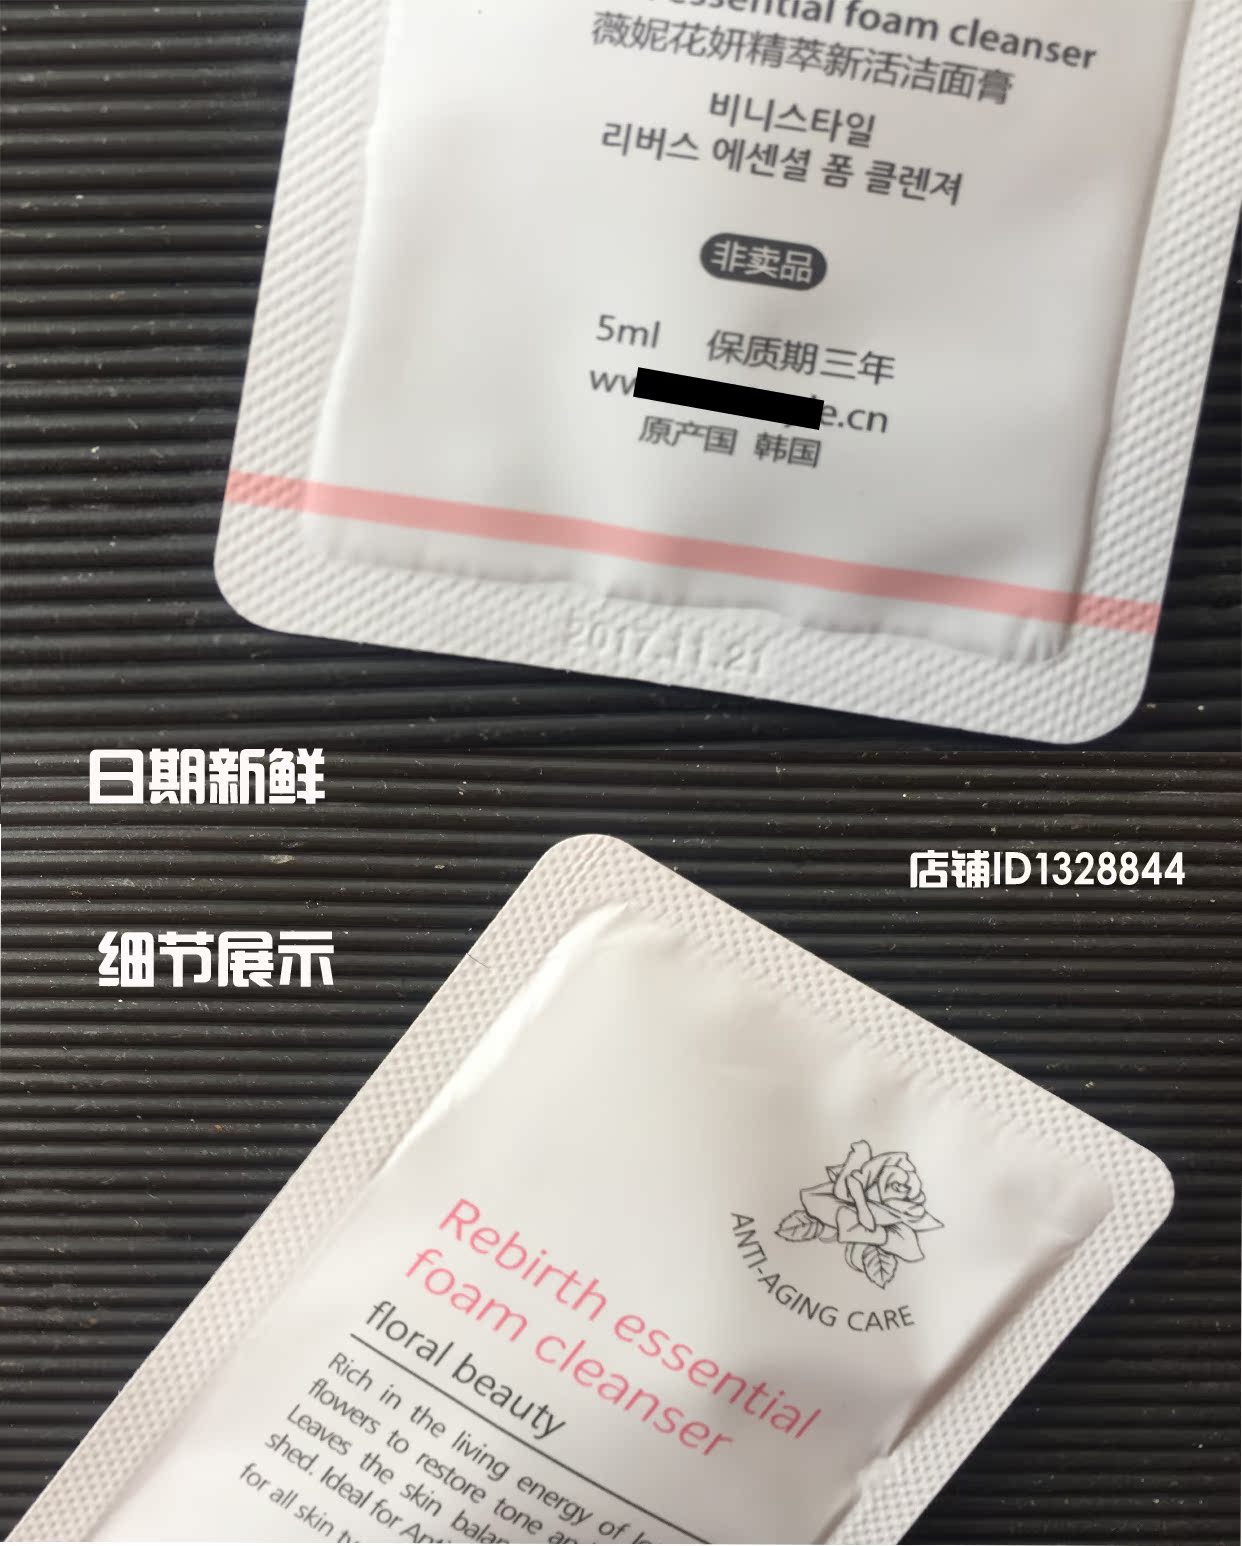 essential foam cleanser
薇妮花妍精萃新活洁面膏
비니스타일
리버스 에센셜 폼 클렌져
非卖品
5ml 保质期三年
e.cn
原产国 韩国
2017.11.21
日期新鲜
店铺ID1328844
细节展示
ANTI-AGING CARE
Rebirth essential
foam cleanser
floral beauty
Rich in the living energy of
flowers to restore tone
Leaves the skin
shed. Ideal for
for all skin